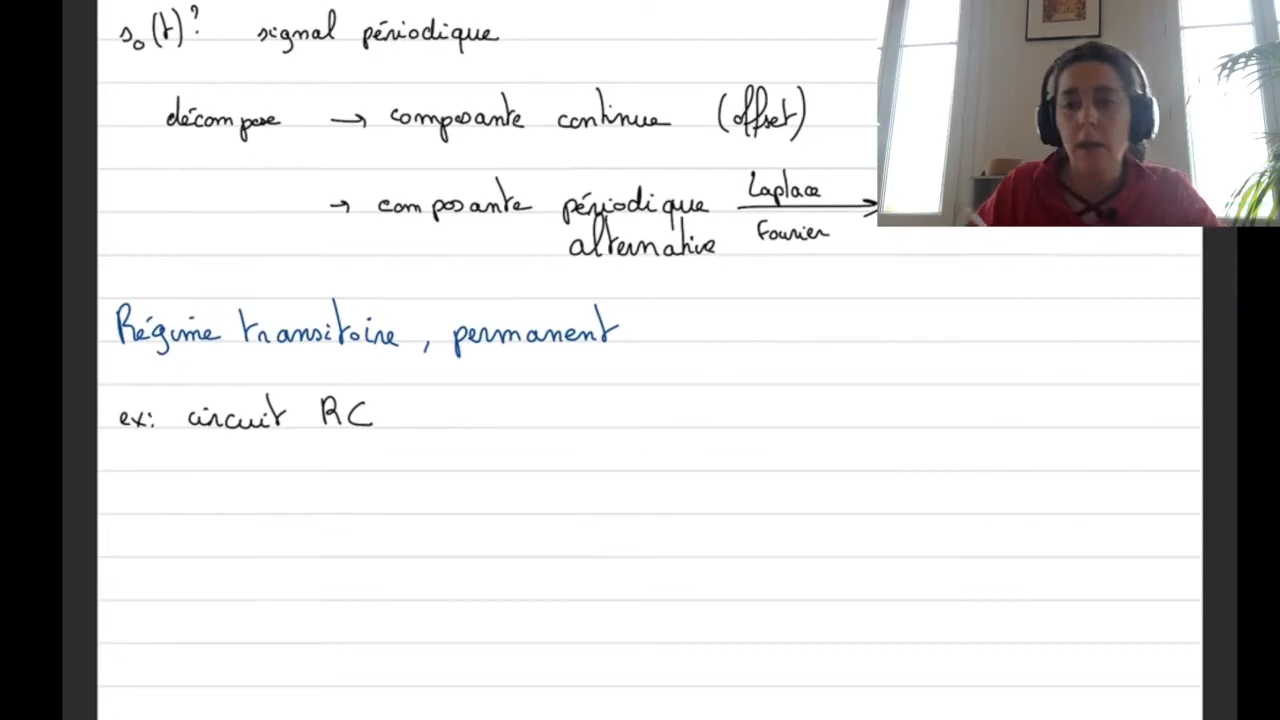 s₀(t)? signal périodique
décompose → composante continue (offset)
→ composante périodique alternative Laplace Fourier →
Régime transitoire, permanent
ex: circuit RC